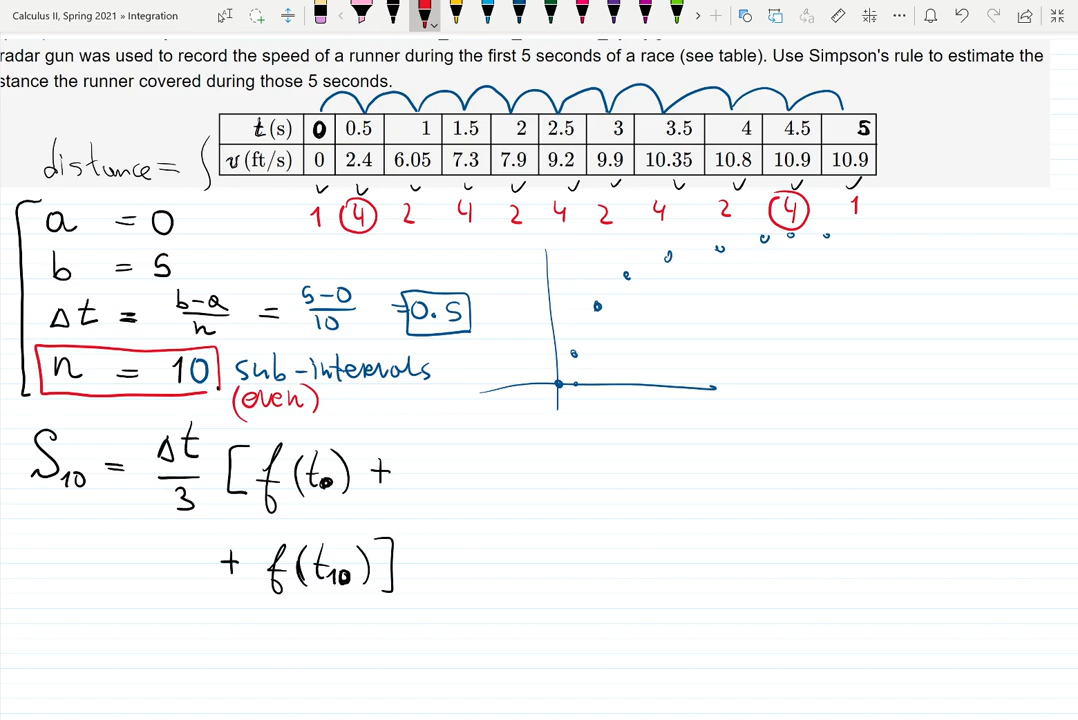 Calculus II, Spring 2021 » Integration
radar gun was used to record the speed of a runner during the first 5 seconds of a race (see table). Use Simpson's rule to estimate the
stance the runner covered during those 5 seconds.
t(s) 0 0.5 1 1.5 2 2.5 3 3.5 4 4.5 5
distance = ∫ v(ft/s) 0 2.4 6.05 7.3 7.9 9.2 9.9 10.35 10.8 10.9 10.9
1 4 2 4 2 4 2 4 2 4 1
a = 0
b = 5
Δt = b-a/n = 5-0/10 = 0.5
n = 10 sub-intervals
(even)
S10 = Δt/3 [f(t0) +
+ f(t10)]